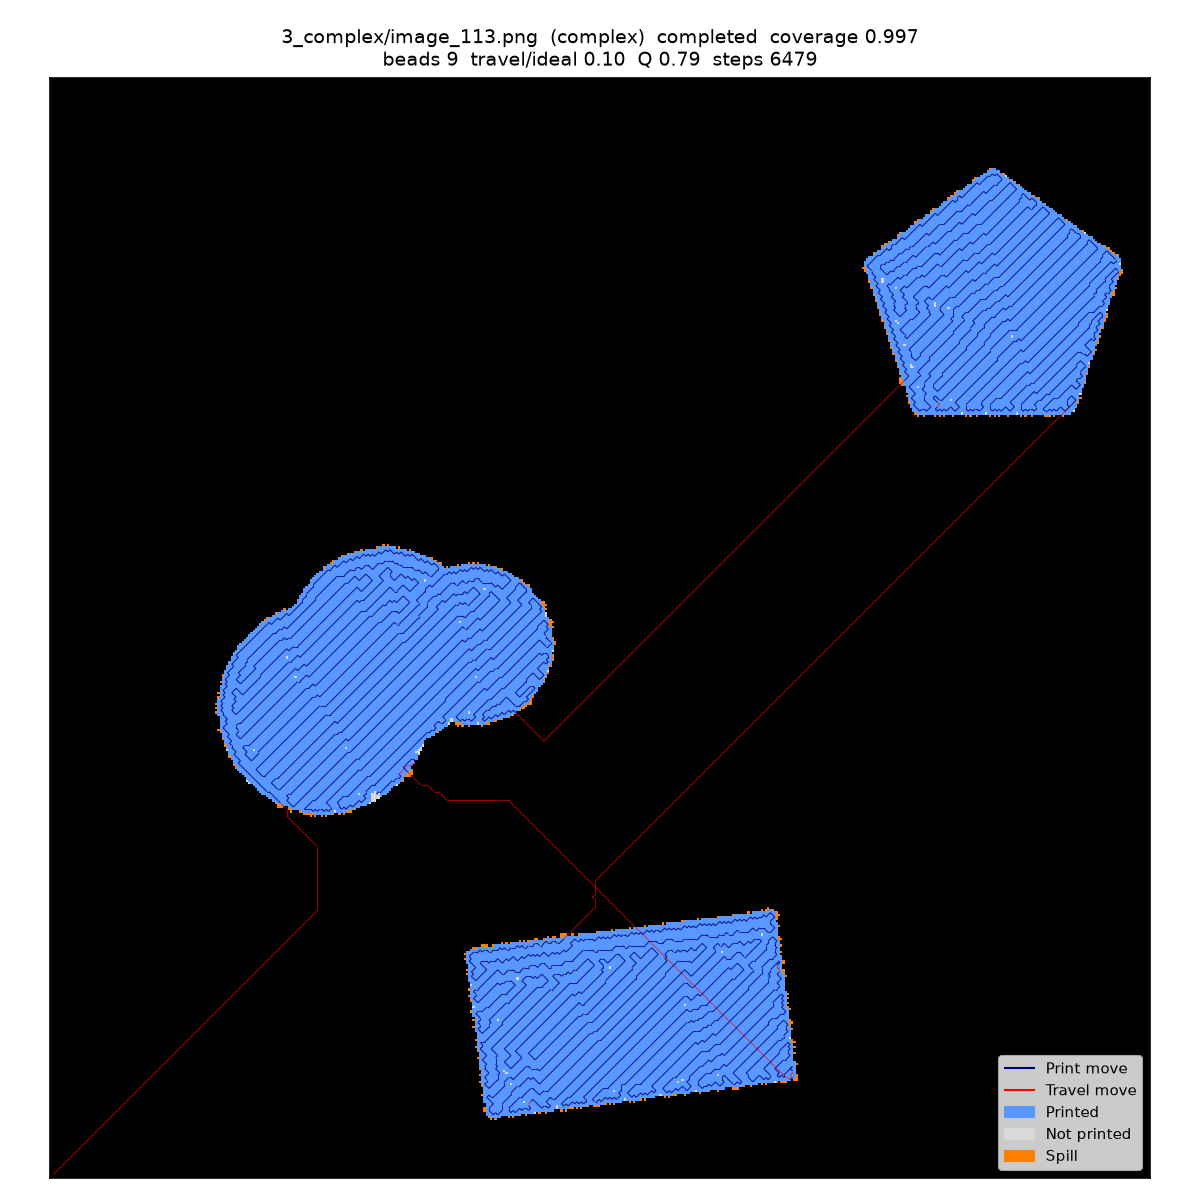 3_complex/image_113.png  (complex)  completed  coverage 0.997
beads 9  travel/ideal 0.10  Q 0.79  steps 6479
Print move
Travel move
Printed
Not printed
Spill